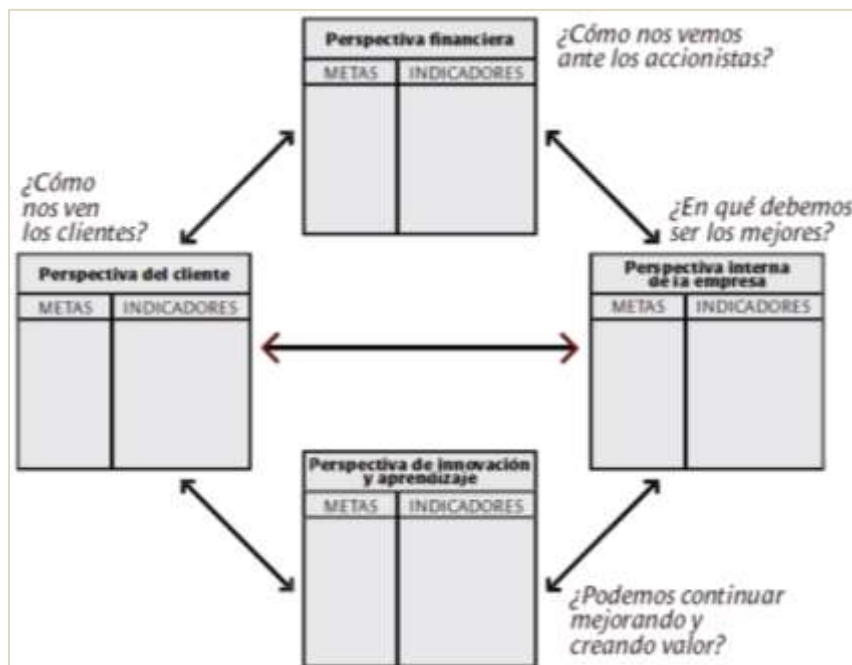 Perspectiva financiera
METAS INDICADORES
¿Cómo nos vemos
ante los accionistas?
¿Cómo
nos ven
los clientes?
Perspectiva del cliente
METAS INDICADORES
¿En qué debemos
ser los mejores?
Perspectiva interna
de la empresa
METAS INDICADORES
Perspectiva de innovación
y aprendizaje
METAS INDICADORES
¿Podemos continuar
mejorando y
creando valor?